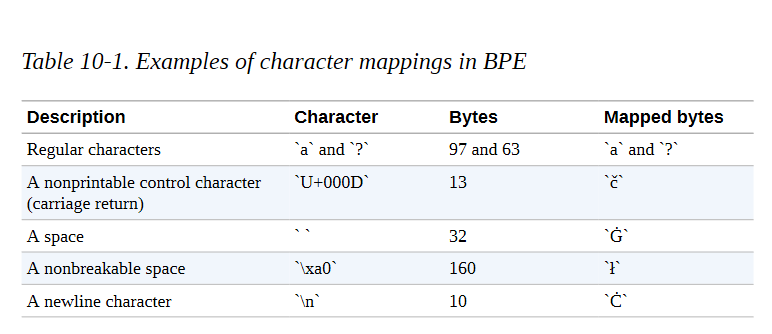 Table 10-1. Examples of character mappings in BPE
Description Character Bytes Mapped bytes
Regular characters `a` and `?` 97 and 63 `a` and `?`
A nonprintable control character `U+000D` 13 `č`
(carriage return)
A space ` ` 32 `Ġ`
A nonbreakable space `\xa0` 160 `ł`
A newline character `\n` 10 `Ċ`